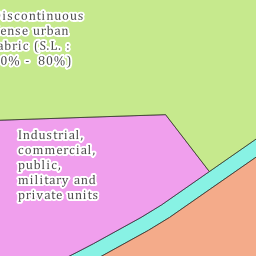 iscontinuous
ense urban
abric (S.L. :
0% - 80%)
Industrial,
commercial,
public,
military and
private units